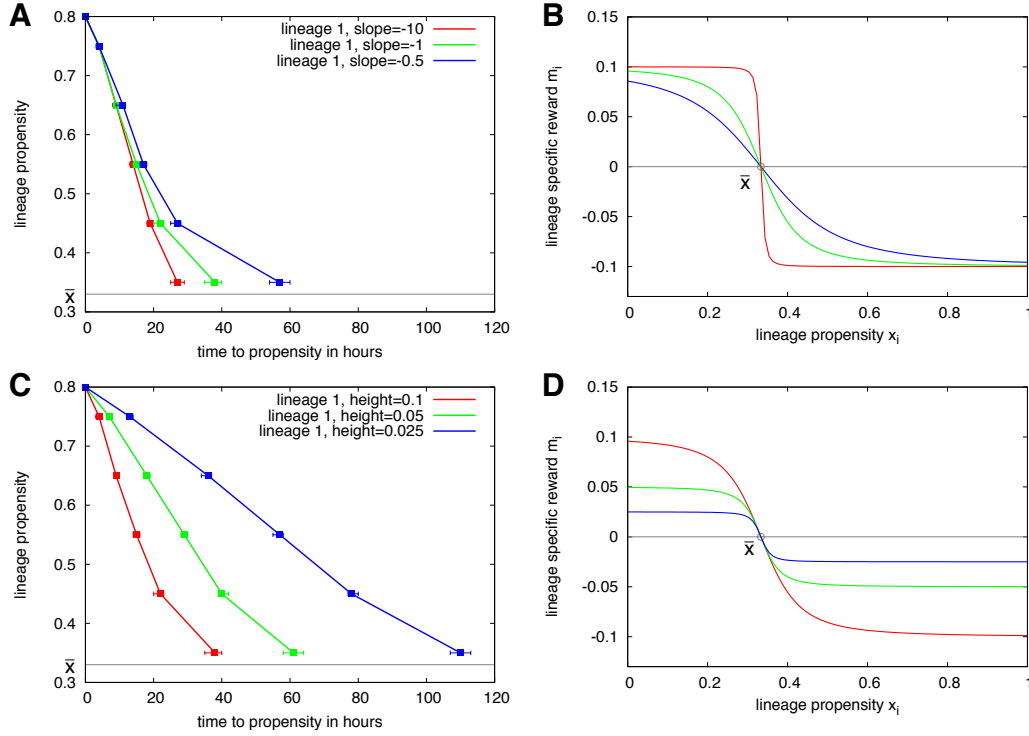 A
0.8
0.7
0.6
0.5
0.4
0.3
x̄
lineage propensity
lineage 1, slope=-10
lineage 1, slope=-1
lineage 1, slope=-0.5
0 20 40 60 80 100 120
time to propensity in hours
B
0.15
0.1
0.05
0
-0.05
-0.1
lineage specific reward m_i
x̄
0 0.2 0.4 0.6 0.8 1
lineage propensity x_i
C
0.8
0.7
0.6
0.5
0.4
0.3
x̄
lineage propensity
lineage 1, height=0.1
lineage 1, height=0.05
lineage 1, height=0.025
0 20 40 60 80 100 120
time to propensity in hours
D
0.15
0.1
0.05
0
-0.05
-0.1
lineage specific reward m_i
x̄
0 0.2 0.4 0.6 0.8 1
lineage propensity x_i